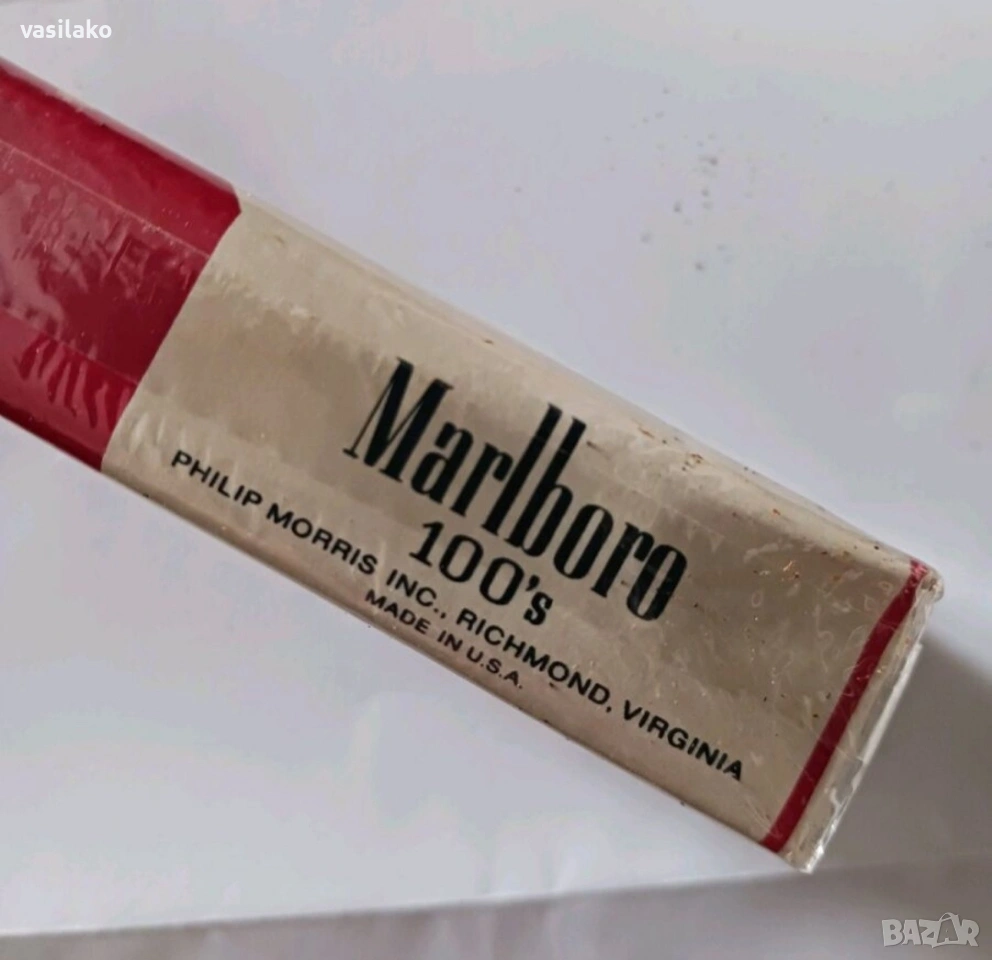 vasilako
Marlboro
100's
PHILIP MORRIS INC., RICHMOND, VIRGINIA
MADE IN U.S.A.
BAZAR